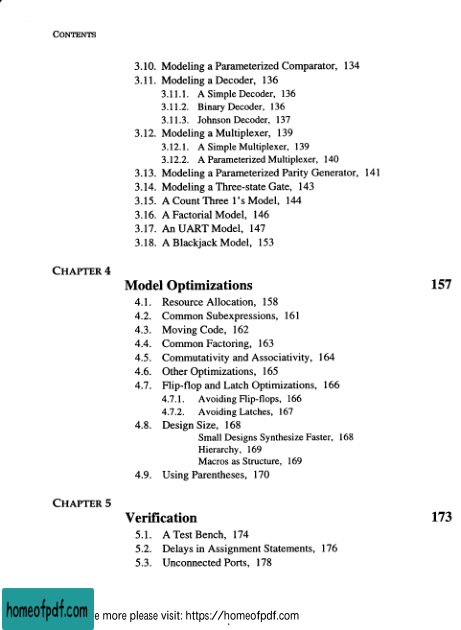 CONTENTS
3.10. Modeling a Parameterized Comparator, 134
3.11. Modeling a Decoder, 136
3.11.1. A Simple Decoder, 136
3.11.2. Binary Decoder, 136
3.11.3. Johnson Decoder, 137
3.12. Modeling a Multiplexer, 139
3.12.1. A Simple Multiplexer, 139
3.12.2. A Parameterized Multiplexer, 140
3.13. Modeling a Parameterized Parity Generator, 141
3.14. Modeling a Three-state Gate, 143
3.15. A Count Three 1's Model, 144
3.16. A Factorial Model, 146
3.17. An UART Model, 147
3.18. A Blackjack Model, 153
CHAPTER 4
Model Optimizations 157
4.1. Resource Allocation, 158
4.2. Common Subexpressions, 161
4.3. Moving Code, 162
4.4. Common Factoring, 163
4.5. Commutativity and Associativity, 164
4.6. Other Optimizations, 165
4.7. Flip-flop and Latch Optimizations, 166
4.7.1. Avoiding Flip-flops, 166
4.7.2. Avoiding Latches, 167
4.8. Design Size, 168
Small Designs Synthesize Faster, 168
Hierarchy, 169
Macros as Structure, 169
4.9. Using Parentheses, 170
CHAPTER 5
Verification 173
5.1. A Test Bench, 174
5.2. Delays in Assignment Statements, 176
5.3. Unconnected Ports, 178
homeofpdf.com e more please visit: https://homeofpdf.com